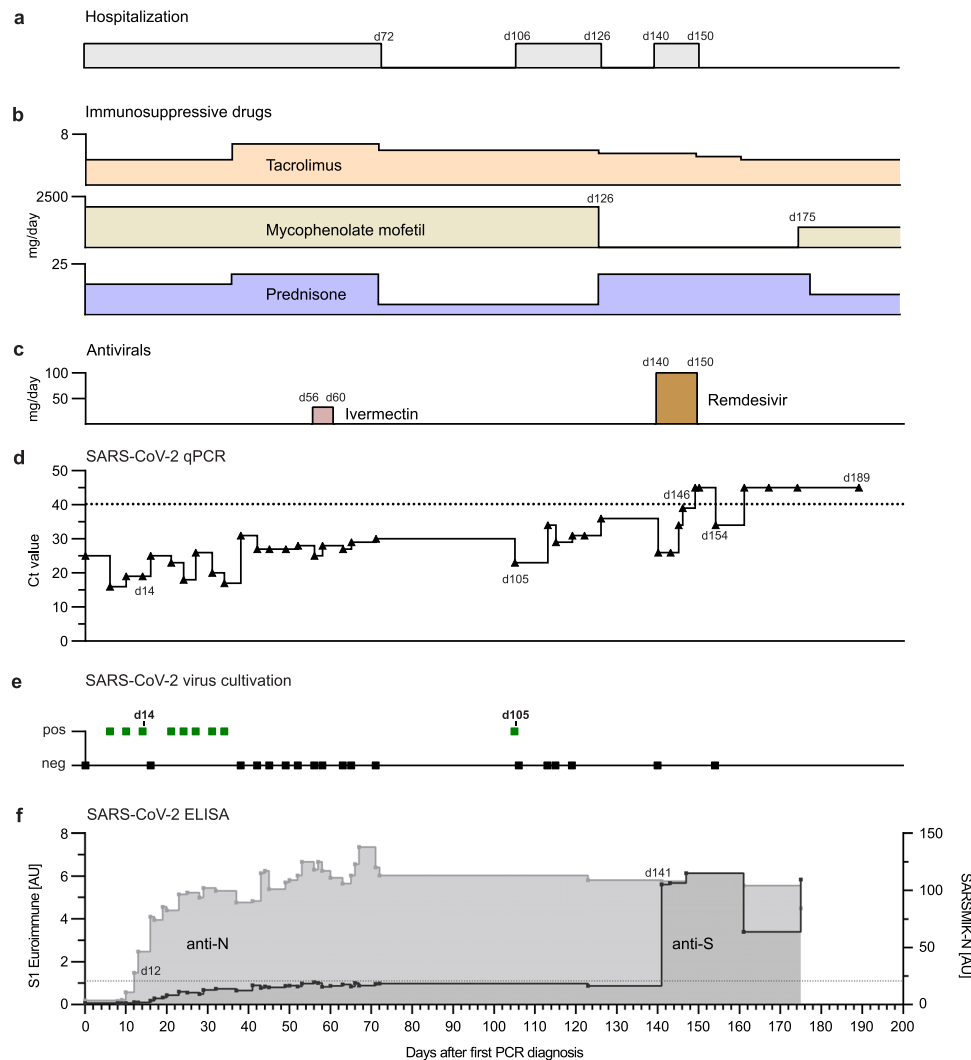 a Hospitalization
d72 d106 d126 d140 d150
b Immunosuppressive drugs
8
Tacrolimus
2500
d126
d175
mg/day
Mycophenolate mofetil
25
Prednisone
c Antivirals
d140 d150
100
mg/day
50
d56 d60
Ivermectin
Remdesivir
d SARS-CoV-2 qPCR
50
d189
40
d146
30
d154
Ct value
20
d105
d14
10
0
e SARS-CoV-2 virus cultivation
d14 d105
pos
neg
f SARS-CoV-2 ELISA
8 150
d141
6
100
S1 Euroimmune [AU]
SARSMIK-N [AU]
4
anti-N anti-S
50
2
d12
0 0
0 10 20 30 40 50 60 70 80 90 100 110 120 130 140 150 160 170 180 190 200
Days after first PCR diagnosis